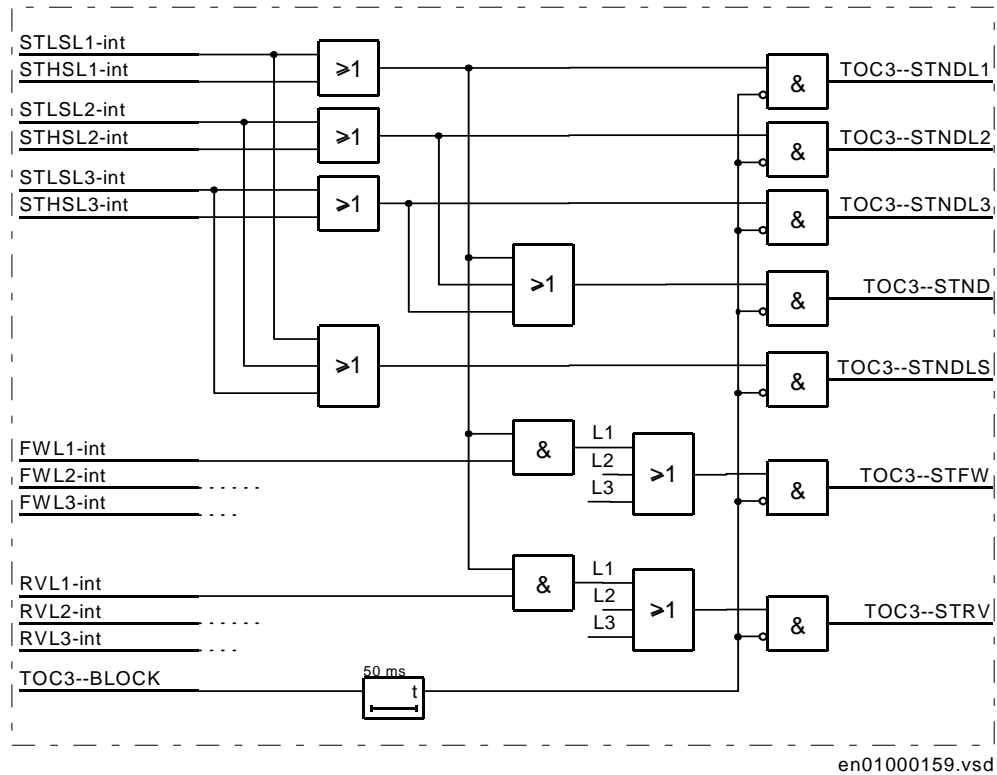 STLSL1-int
STHSL1-int
≥1
&
TOC3--STNDL1
STLSL2-int
STHSL2-int
≥1
&
TOC3--STNDL2
STLSL3-int
STHSL3-int
≥1
&
TOC3--STNDL3
≥1
&
TOC3--STND
≥1
&
TOC3--STNDLS
FWL1-int
FWL2-int
FWL3-int
&
L1
L2
L3
≥1
&
TOC3--STFW
RVL1-int
RVL2-int
RVL3-int
&
L1
L2
L3
≥1
&
TOC3--STRV
TOC3--BLOCK
50 ms
t
en01000159.vsd